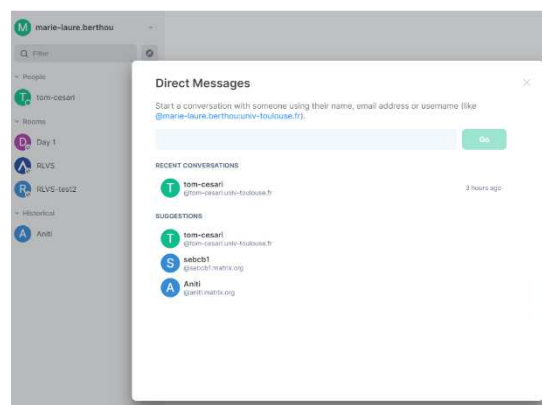 M marie-laure.berthou
Filter
People
T tom-cesari
Rooms
D Day 1
RLVS
R RLVS-test2
Historical
A Aniti
Direct Messages
Start a conversation with someone using their name, email address or username (like
@marie-laure.berthou:univ-toulouse.fr).
Go
RECENT CONVERSATIONS
T tom-cesari
@tom-cesari:univ-toulouse.fr
3 hours ago
SUGGESTIONS
T tom-cesari
@tom-cesari:univ-toulouse.fr
S sebcb1
@sebcb1:matrix.org
A Aniti
@aniti:matrix.org